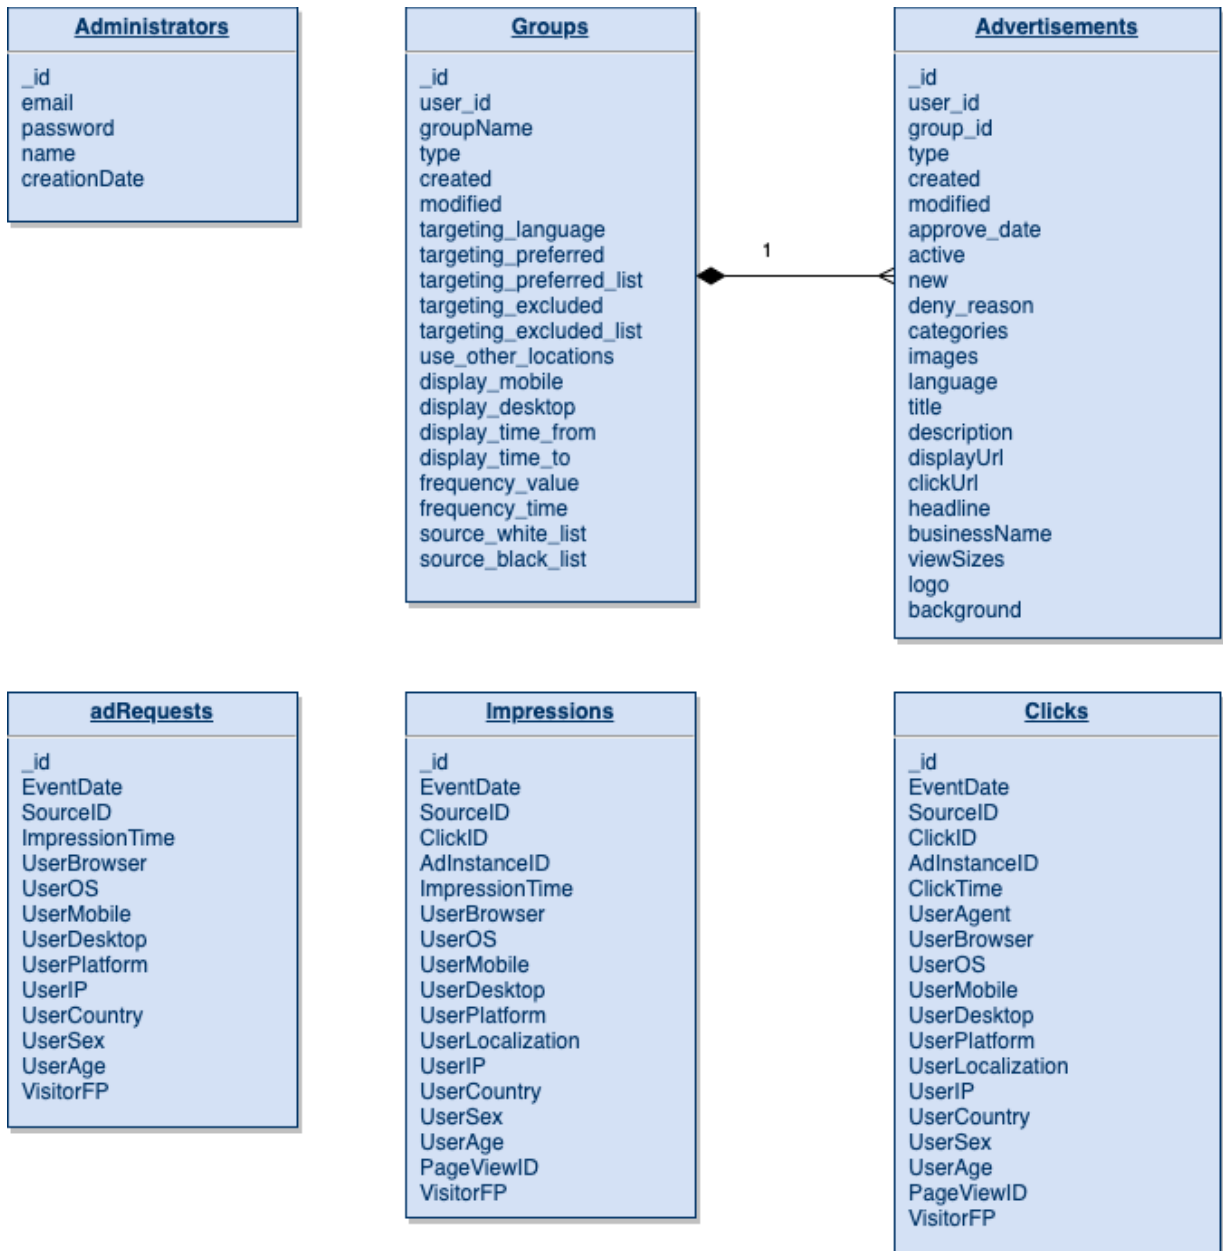 Administrators
_id
email
password
name
creationDate
Groups
_id
user_id
groupName
type
created
modified
targeting_language
targeting_preferred
targeting_preferred_list
targeting_excluded
targeting_excluded_list
use_other_locations
display_mobile
display_desktop
display_time_from
display_time_to
frequency_value
frequency_time
source_white_list
source_black_list
1
Advertisements
_id
user_id
group_id
type
created
modified
approve_date
active
new
deny_reason
categories
images
language
title
description
displayUrl
clickUrl
headline
businessName
viewSizes
logo
background
adRequests
_id
EventDate
SourceID
ImpressionTime
UserBrowser
UserOS
UserMobile
UserDesktop
UserPlatform
UserIP
UserCountry
UserSex
UserAge
VisitorFP
Impressions
_id
EventDate
SourceID
ClickID
AdInstanceID
ImpressionTime
UserBrowser
UserOS
UserMobile
UserDesktop
UserPlatform
UserLocalization
UserIP
UserCountry
UserSex
UserAge
PageViewID
VisitorFP
Clicks
_id
EventDate
SourceID
ClickID
AdInstanceID
ClickTime
UserAgent
UserBrowser
UserOS
UserMobile
UserDesktop
UserPlatform
UserLocalization
UserIP
UserCountry
UserSex
UserAge
PageViewID
VisitorFP